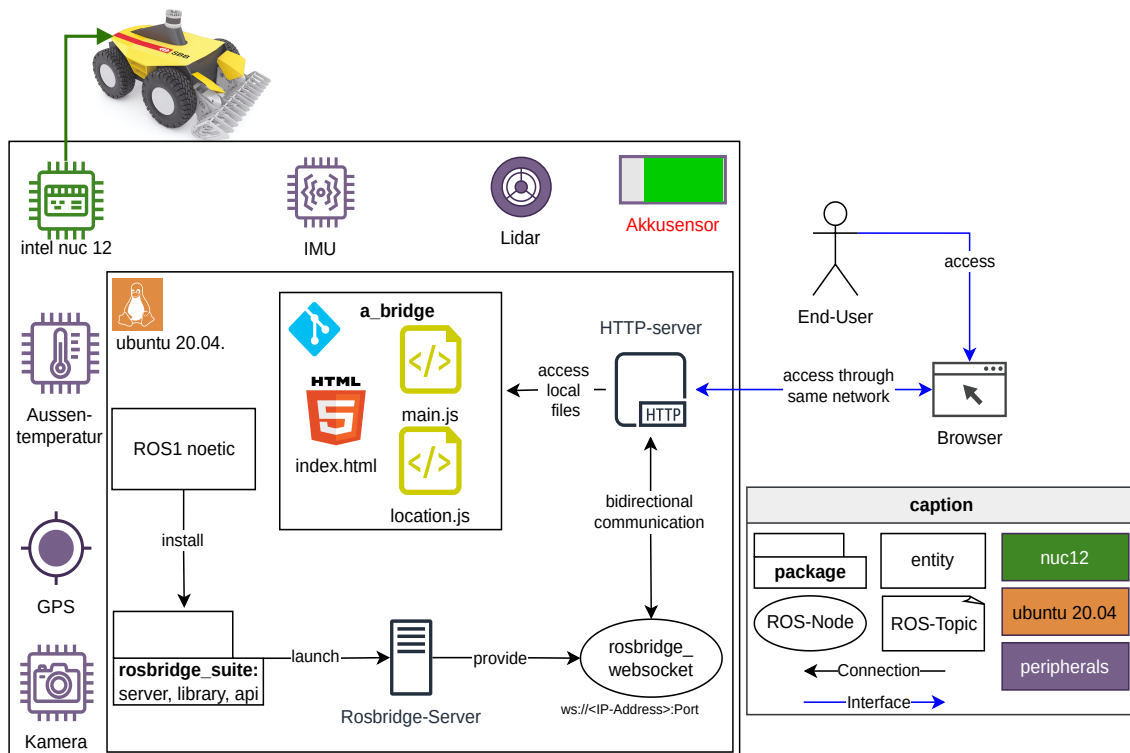 SBB
intel nuc 12
IMU
Lidar
Akkusensor
ubuntu 20.04.
a_bridge
HTML
5
index.html
main.js
location.js
HTTP-server
HTTP
access
local
files
End-User
access
access through
same network
Browser
Aussen-
temperatur
ROS1 noetic
install
bidirectional
communication
GPS
rosbridge_suite:
server, library, api
launch
Rosbridge-Server
provide
rosbridge_
websocket
ws://<IP-Address>:Port
Kamera
caption
package
entity
nuc12
ROS-Node
ROS-Topic
ubuntu 20.04
Connection
Interface
peripherals